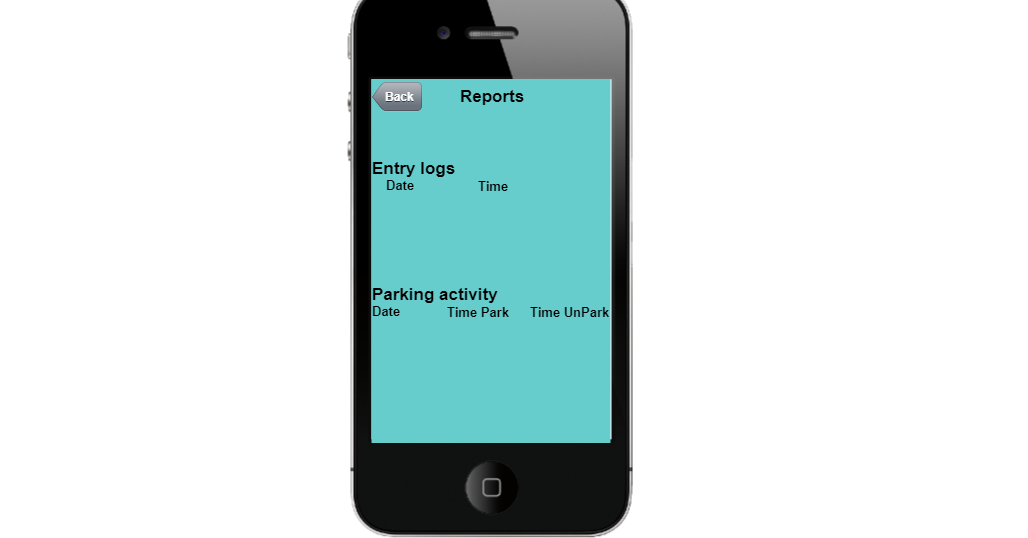 Back Reports
Entry logs
Date Time
Parking activity
Date Time Park Time UnPark